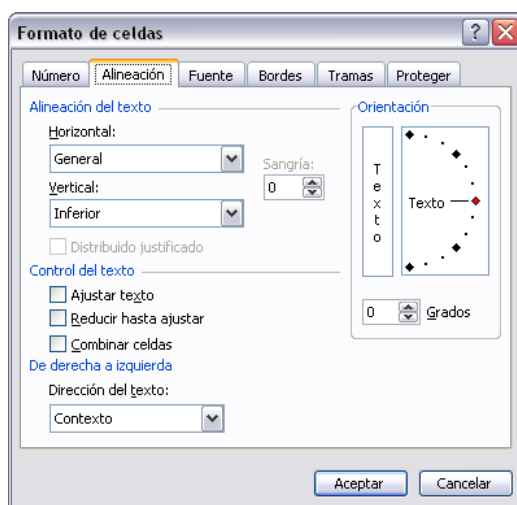 Formato de celdas
Número Alineación Fuente Bordes Tramas Proteger
Alineación del texto
Horizontal:
General
Sangría:
0
Vertical:
Inferior
Distribuido justificado
Control del texto
Ajustar texto
Reducir hasta ajustar
Combinar celdas
De derecha a izquierda
Dirección del texto:
Contexto
Orientación
Texto
Texto
0 Grados
Aceptar Cancelar